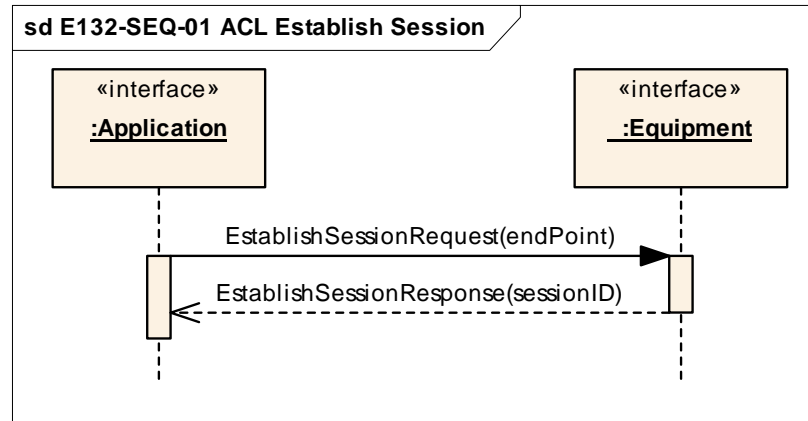 sd E132-SEQ-01 ACL Establish Session
«interface»
:Application
«interface»
:Equipment
EstablishSessionRequest(endPoint)
EstablishSessionResponse(sessionID)